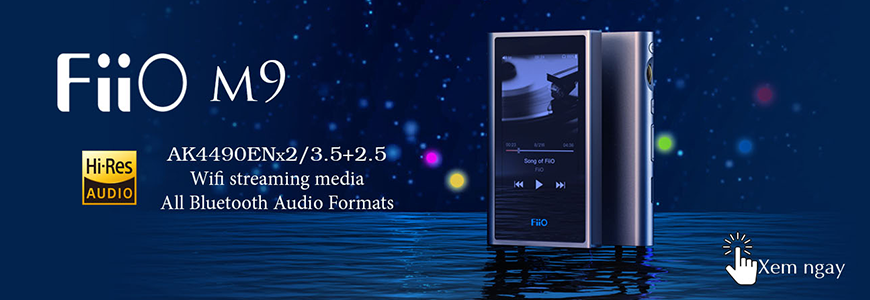 FiiO M9
Hi-Res
AUDIO
AK4490ENx2/3.5+2.5
Wifi streaming media
All Bluetooth Audio Formats
Song of FiiO
FiiO
FiiO
Xem ngay